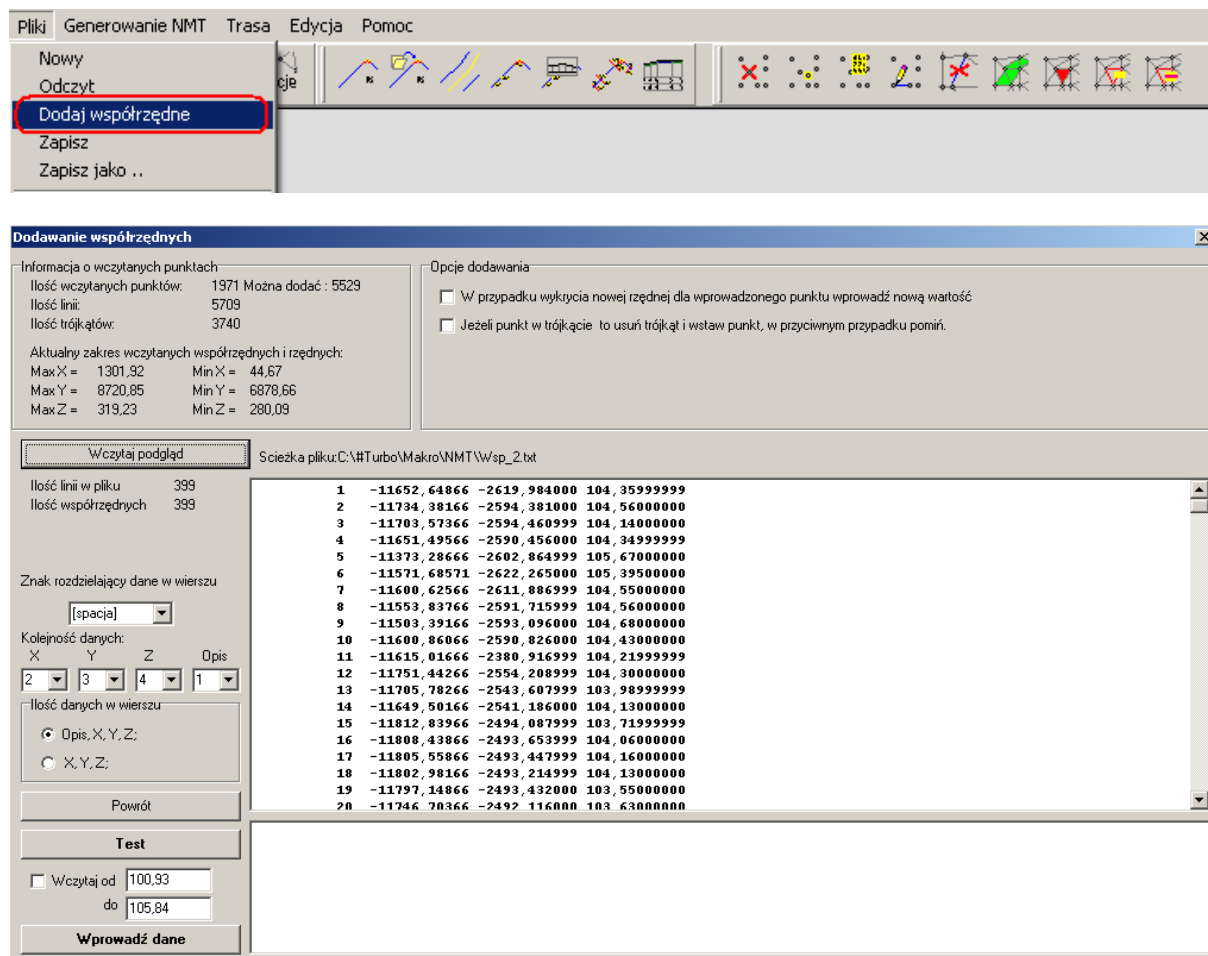 Pliki Generowanie NMT Trasa Edycja Pomoc
Nowy
Odczyt
cje
Dodaj współrzędne
Zapisz
Zapisz jako ..
Dodawanie współrzędnych
Informacja o wczytanych punktach
Ilość wczytanych punktów: 1971 Można dodać : 5529
Ilość linii: 5709
Ilość trójkątów: 3740
Aktualny zakres wczytanych współrzędnych i rzędnych:
Max X = 1301,92 Min X = 44,67
Max Y = 8720,85 Min Y = 6878,66
Max Z = 319,23 Min Z = 280,09
Opcje dodawania
W przypadku wykrycia nowej rzędnej dla wprowadzonego punktu wprowadź nową wartość
Jeżeli punkt w trójkącie to usuń trójkąt i wstaw punkt, w przyciwnym przypadku pomiń.
Wczytaj podgląd
Scieżka pliku:C:\#Turbo\Makro\NMT\Wsp_2.txt
Ilość linii w pliku 399
Ilość współrzędnych 399
Znak rozdzielający dane w wierszu
[spacja]
Kolejność danych:
X Y Z Opis
2 3 4 1
Ilość danych w wierszu
Opis, X, Y, Z;
X, Y, Z;
Powrót
Test
Wczytaj od 100,93
do 105,84
Wprowadź dane
1 -11652,64866 -2619,984000 104,35999999
2 -11734,38166 -2594,381000 104,56000000
3 -11703,57366 -2594,460999 104,14000000
4 -11651,49566 -2590,456000 104,34999999
5 -11373,28666 -2602,864999 105,67000000
6 -11571,68571 -2622,265000 105,39500000
7 -11600,62566 -2611,886999 104,55000000
8 -11553,83766 -2591,715999 104,56000000
9 -11503,39166 -2593,096000 104,68000000
10 -11600,86066 -2590,826000 104,43000000
11 -11615,01666 -2380,916999 104,21999999
12 -11751,44266 -2554,208999 104,30000000
13 -11705,78266 -2543,607999 103,98999999
14 -11649,50166 -2541,186000 104,13000000
15 -11812,83966 -2494,087999 103,71999999
16 -11808,43866 -2493,653999 104,06000000
17 -11805,55866 -2493,447999 104,16000000
18 -11802,98166 -2493,214999 104,13000000
19 -11797,14866 -2493,432000 103,55000000
20 -11746,70366 -2492,116000 103,63000000